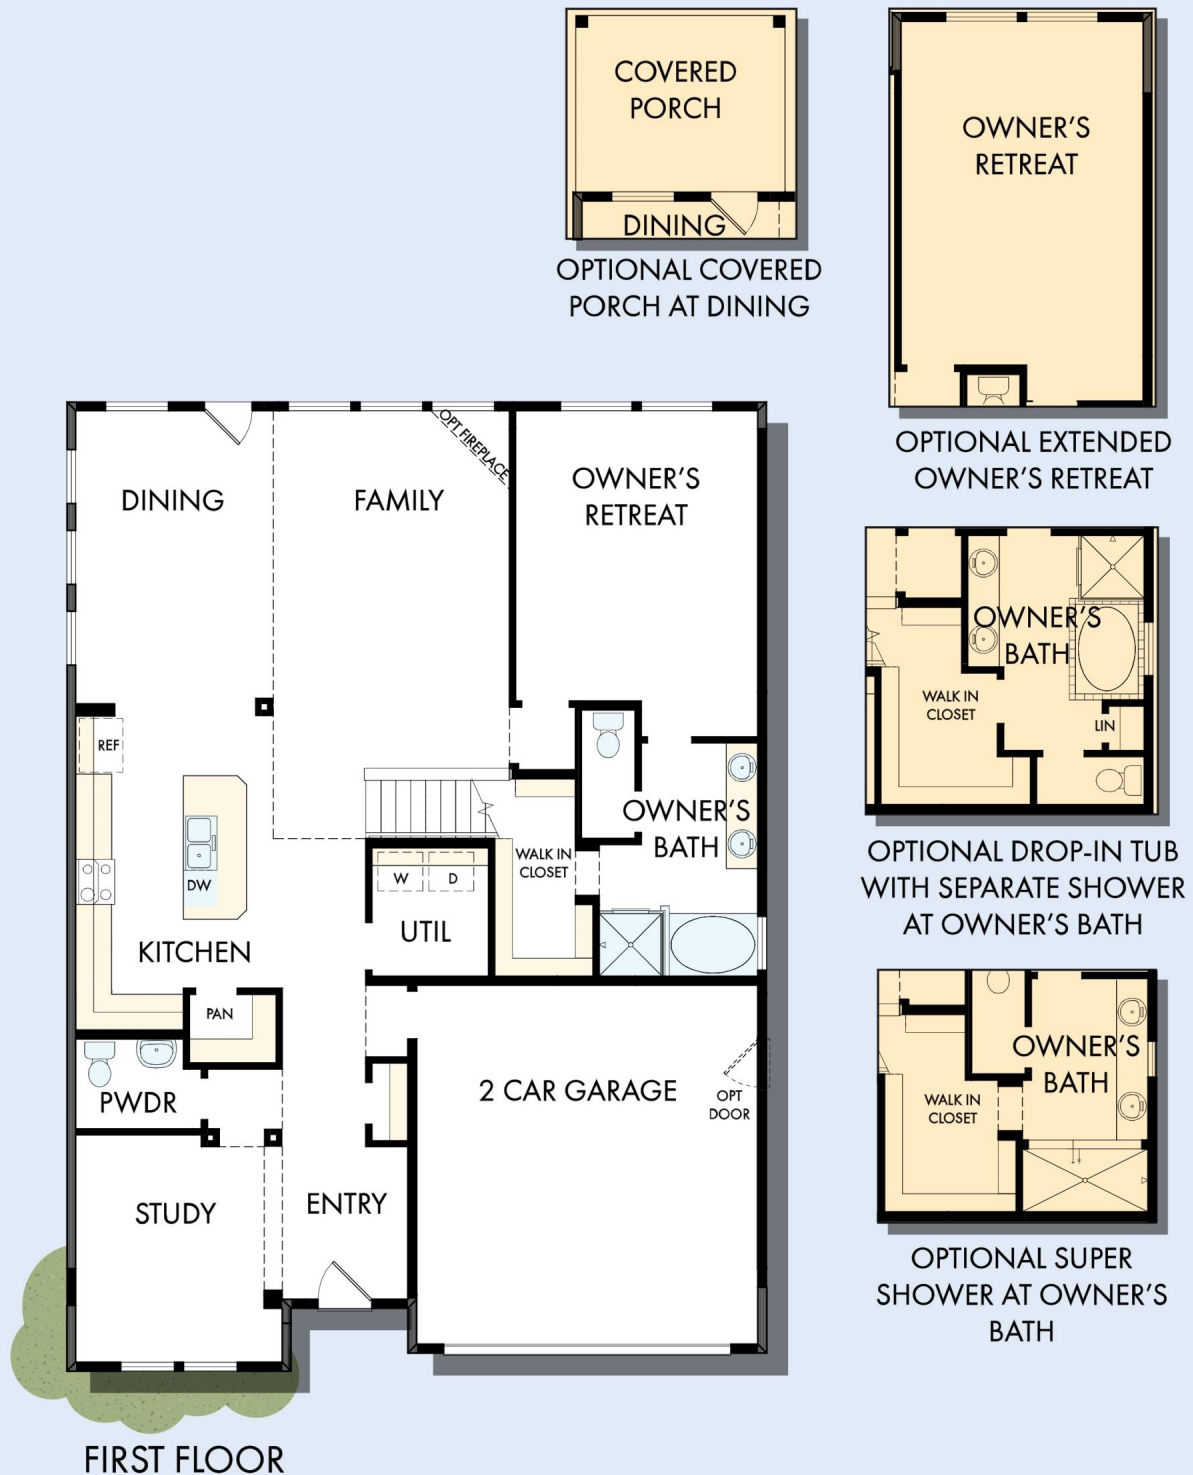 COVERED
PORCH
DINING
OPTIONAL COVERED
PORCH AT DINING
OWNER'S
RETREAT
OPTIONAL EXTENDED
OWNER'S RETREAT
OPT FIREPLACE
DINING
FAMILY
OWNER'S
RETREAT
REF
DW
KITCHEN
W
D
UTIL
WALK IN
CLOSET
OWNER'S
BATH
PAN
PWDR
2 CAR GARAGE
OPT
DOOR
STUDY
ENTRY
FIRST FLOOR
OWNER'S
BATH
WALK IN
CLOSET
LIN
OPTIONAL DROP-IN TUB
WITH SEPARATE SHOWER
AT OWNER'S BATH
OWNER'S
BATH
WALK IN
CLOSET
OPTIONAL SUPER
SHOWER AT OWNER'S
BATH